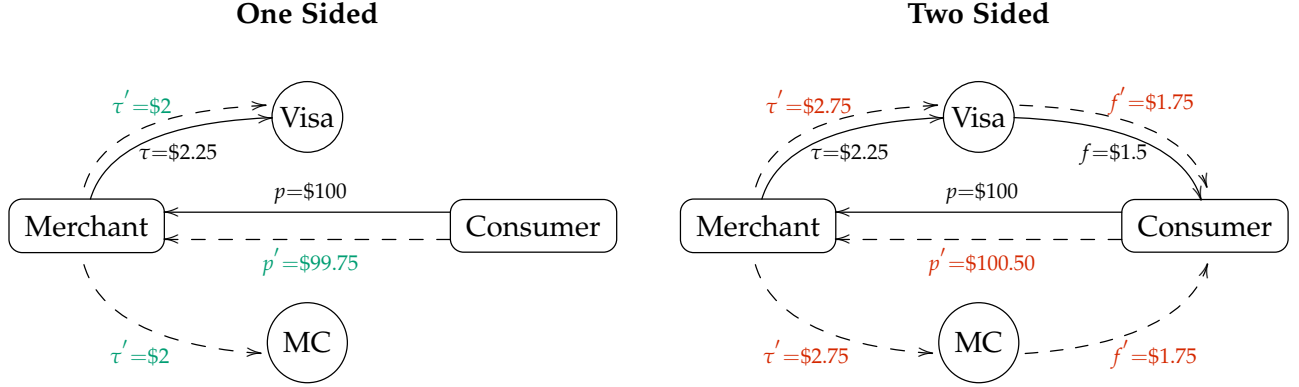 One Sided
τ′=$2
Visa
τ=$2.25
p=$100
Merchant
Consumer
p′=$99.75
MC
τ′=$2
Two Sided
τ′=$2.75
Visa
f′=$1.75
τ=$2.25
f=$1.5
p=$100
Merchant
Consumer
p′=$100.50
MC
τ′=$2.75
f′=$1.75